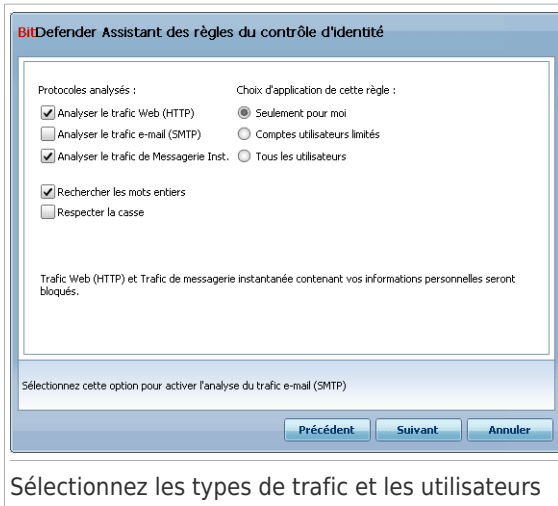 BitDefender Assistant des règles du contrôle d'identité
Protocoles analysés :
Analyser le trafic Web (HTTP)
Analyser le trafic e-mail (SMTP)
Analyser le trafic de Messagerie Inst.
Rechercher les mots entiers
Respecter la casse
Choix d'application de cette règle :
Seulement pour moi
Comptes utilisateurs limités
Tous les utilisateurs
Trafic Web (HTTP) et Trafic de messagerie instantanée contenant vos informations personnelles seront
bloqués.
Sélectionnez cette option pour activer l'analyse du trafic e-mail (SMTP)
Précédent
Suivant
Annuler
Sélectionnez les types de trafic et les utilisateurs